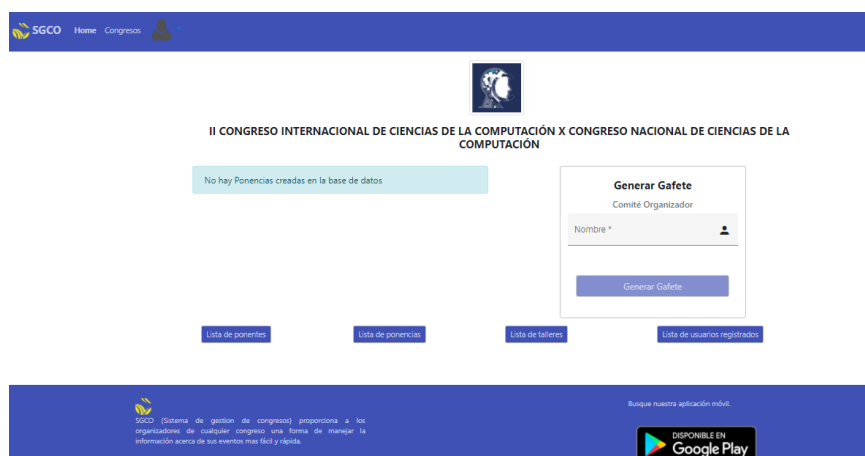 SGCO Home Congresos
II CONGRESO INTERNACIONAL DE CIENCIAS DE LA COMPUTACIÓN X CONGRESO NACIONAL DE CIENCIAS DE LA
COMPUTACIÓN
No hay Ponencias creadas en la base de datos
Generar Gafete
Comité Organizador
Nombre *
Generar Gafete
Lista de ponentes Lista de ponencias Lista de talleres Lista de usuarios registrados
SGCO (Sistema de gestion de congresos) proporciona a los
organizadores de cualquier congreso una forma de manejar la
información acerca de sus eventos mas fácil y rápida.
Busque nuestra aplicación móvil.
DISPONIBLE EN
Google Play